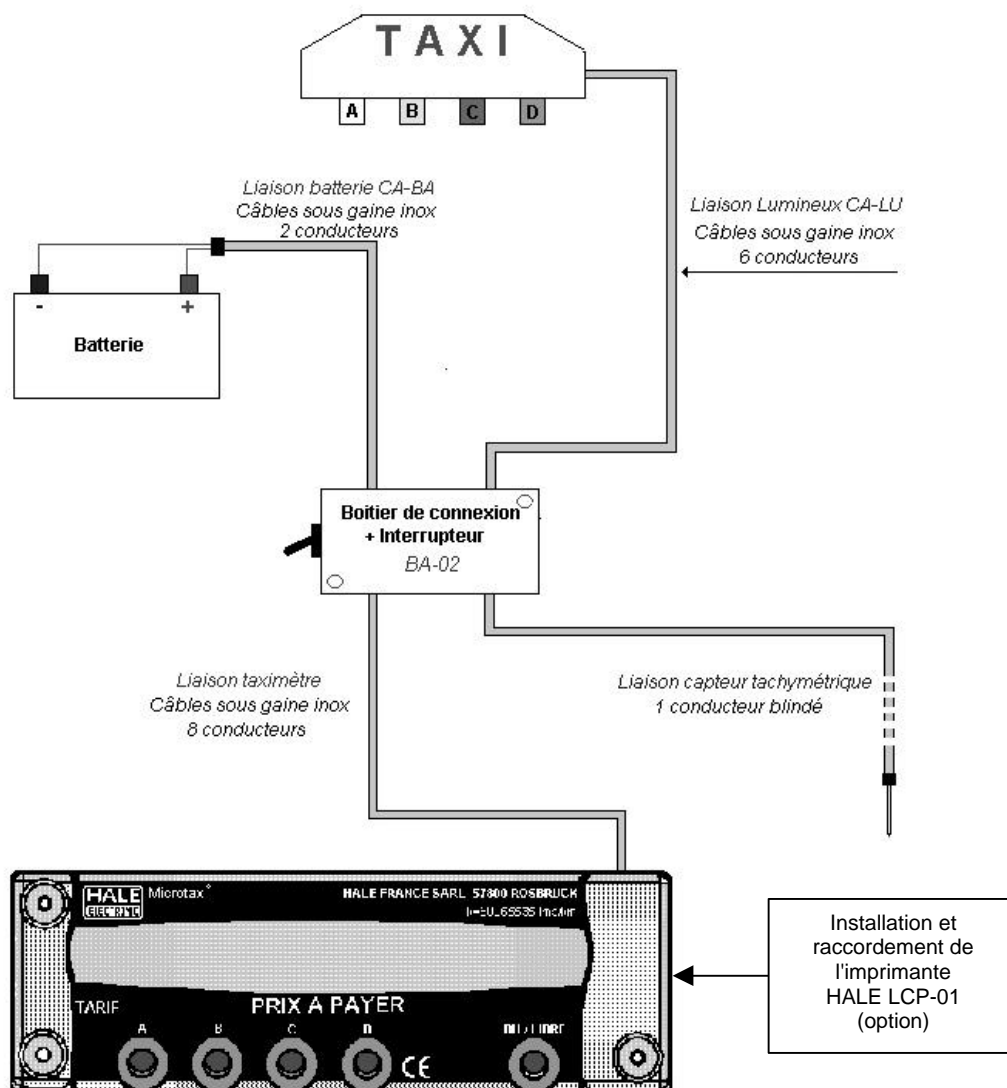 TAXI
A B C D
Liaison batterie CA-BA
Câbles sous gaine inox
2 conducteurs
Liaison Lumineux CA-LU
Câbles sous gaine inox
6 conducteurs
- +
Batterie
Boitier de connexion
+ Interrupteur
BA-02
Liaison taximètre
Câbles sous gaine inox
8 conducteurs
Liaison capteur tachymétrique
1 conducteur blindé
HALE
ELECTRONIC
Microtax
HALE FRANCE SARL 57800 ROSBRUCK
TARIF
PRIX A PAYER
A B C D
CE
Installation et
raccordement de
l'imprimante
HALE LCP-01
(option)